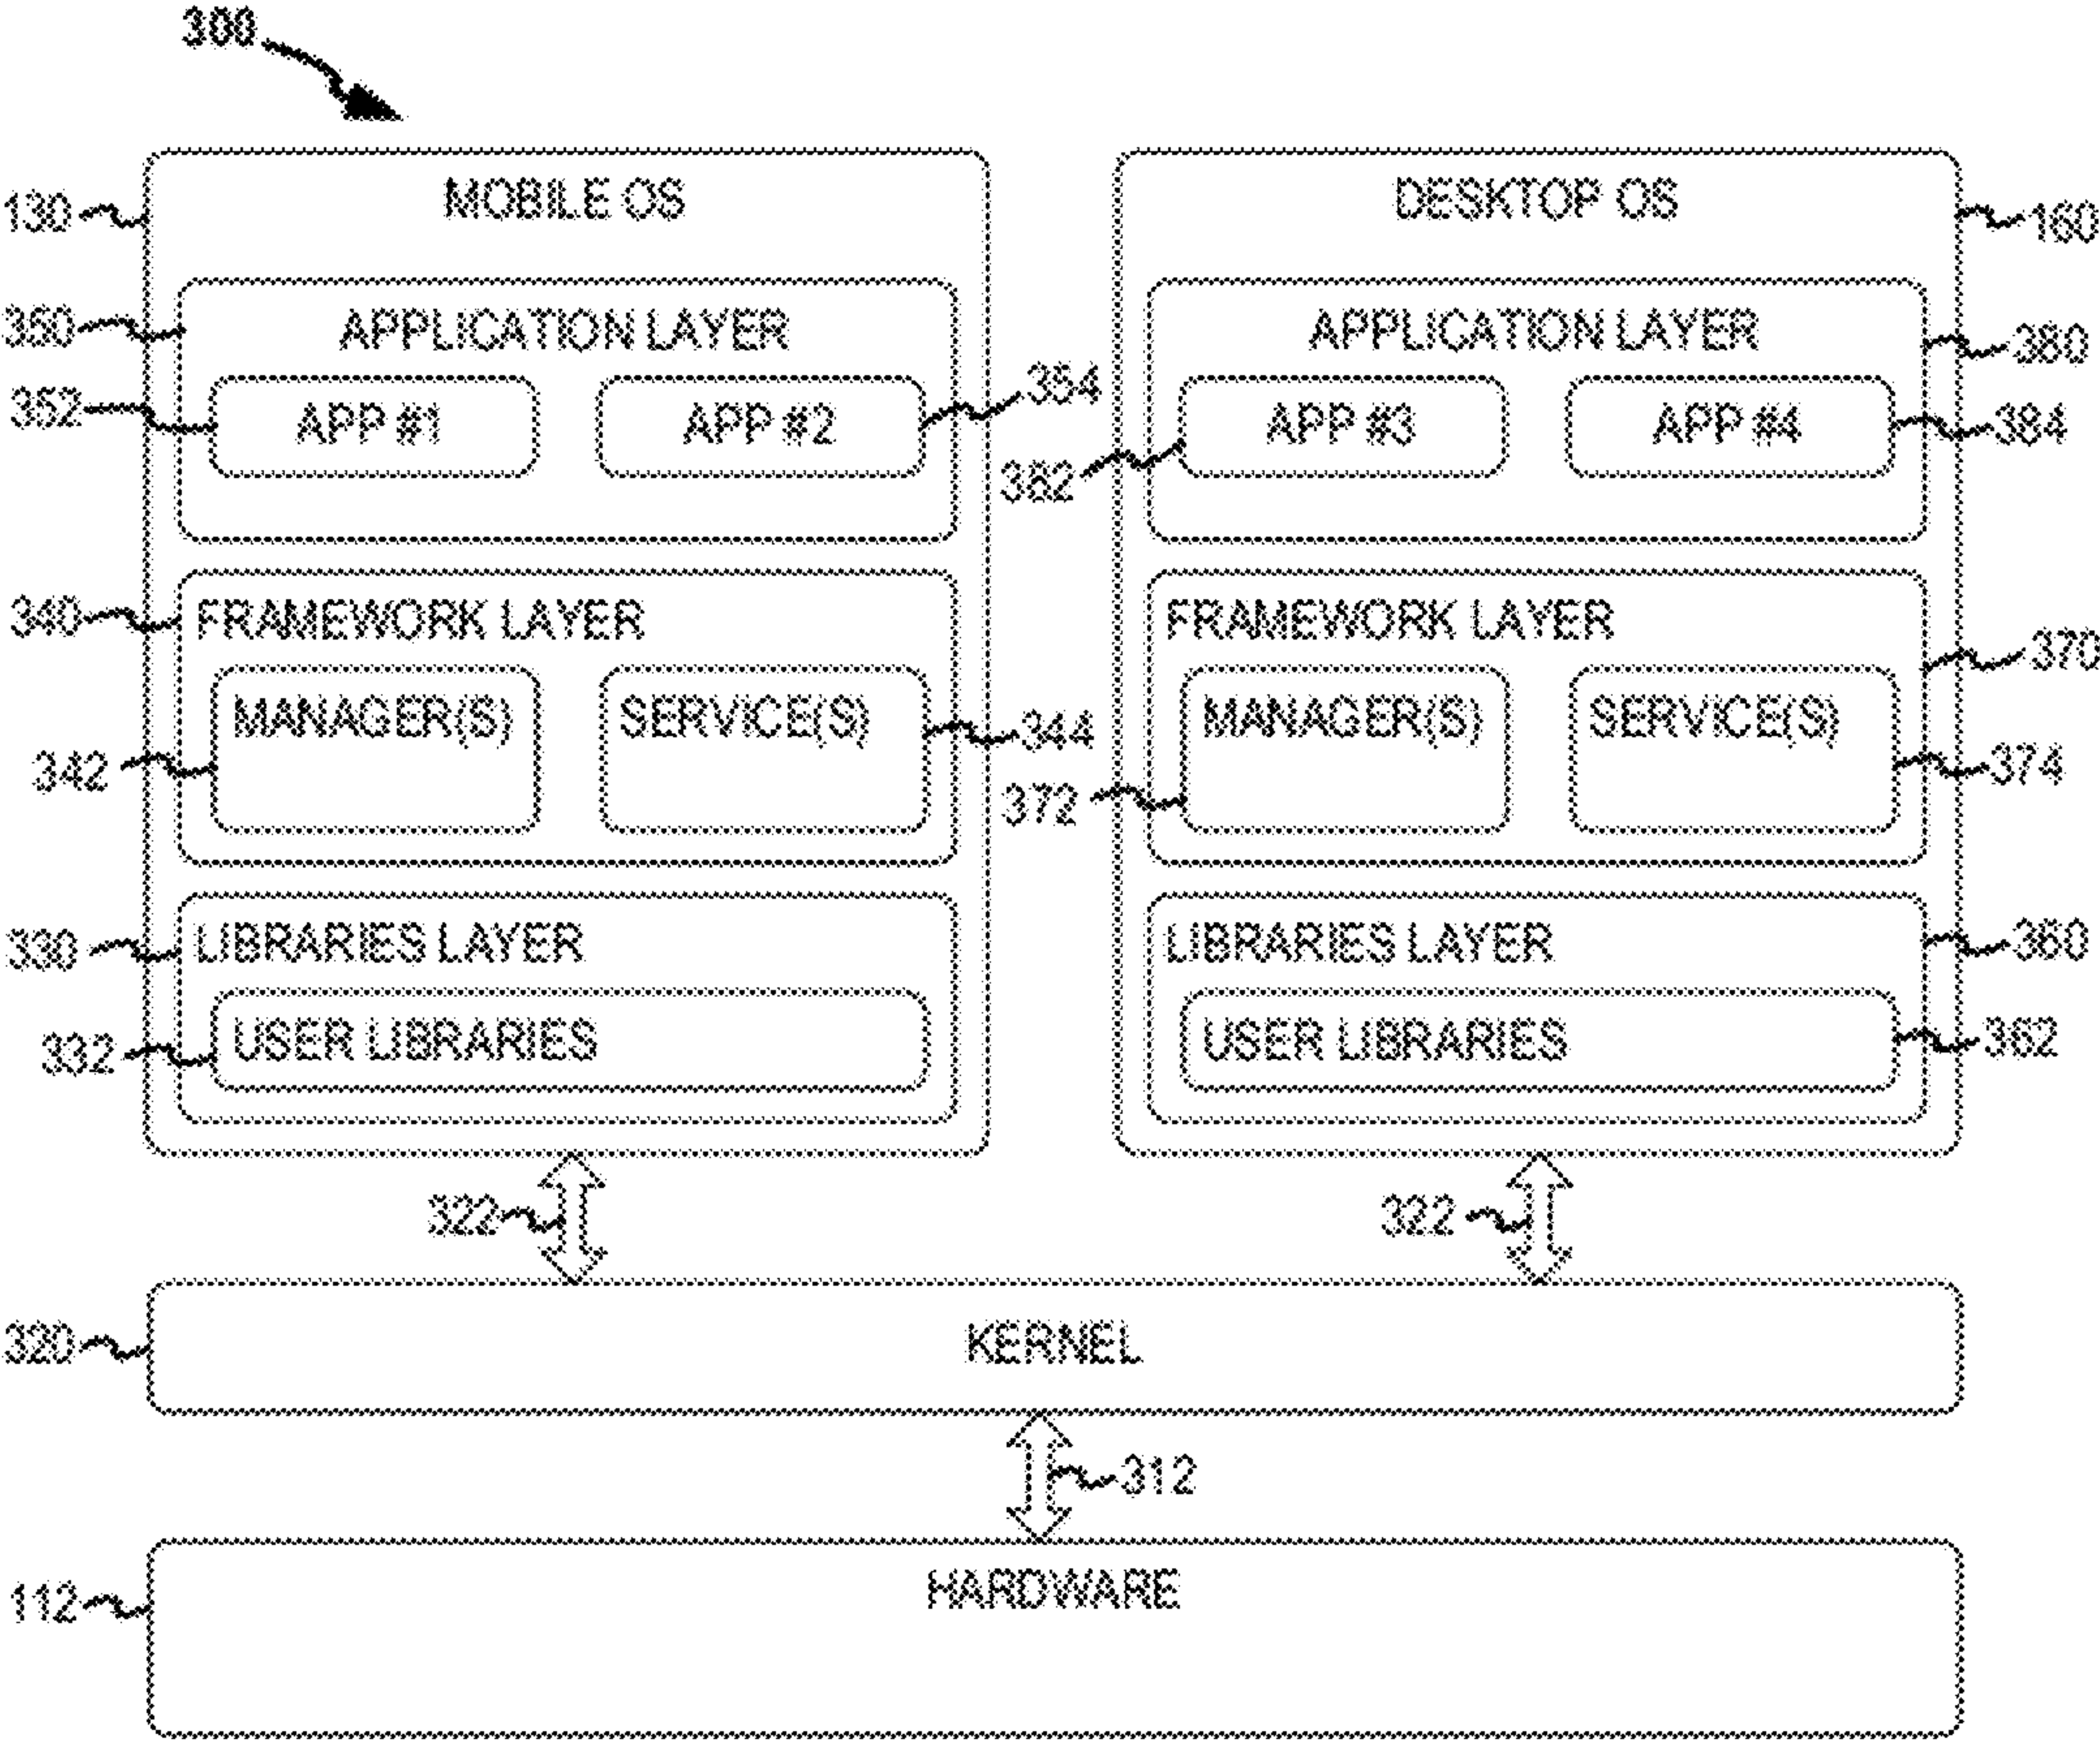 300
MOBILE OS
130
APPLICATION LAYER
350
352
APP #1
APP #2
354
FRAMEWORK LAYER
340
MANAGER(S)
SERVICE(S)
342
344
LIBRARIES LAYER
330
USER LIBRARIES
332
DESKTOP OS
160
APPLICATION LAYER
380
APP #3
APP #4
382
384
FRAMEWORK LAYER
370
MANAGER(S)
SERVICE(S)
372
374
LIBRARIES LAYER
360
USER LIBRARIES
362
322
322
320
KERNEL
312
112
HARDWARE